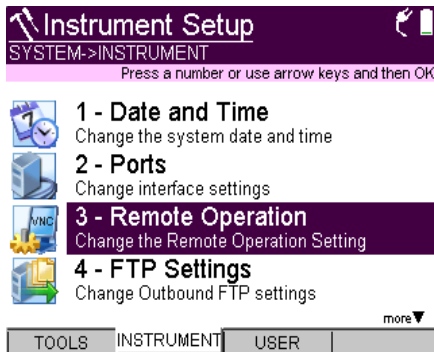 Instrument Setup
SYSTEM->INSTRUMENT
Press a number or use arrow keys and then OK
1 - Date and Time
Change the system date and time
2 - Ports
Change interface settings
VNC
3 - Remote Operation
Change the Remote Operation Setting
4 - FTP Settings
Change Outbound FTP settings
more▼
TOOLS INSTRUMENT USER